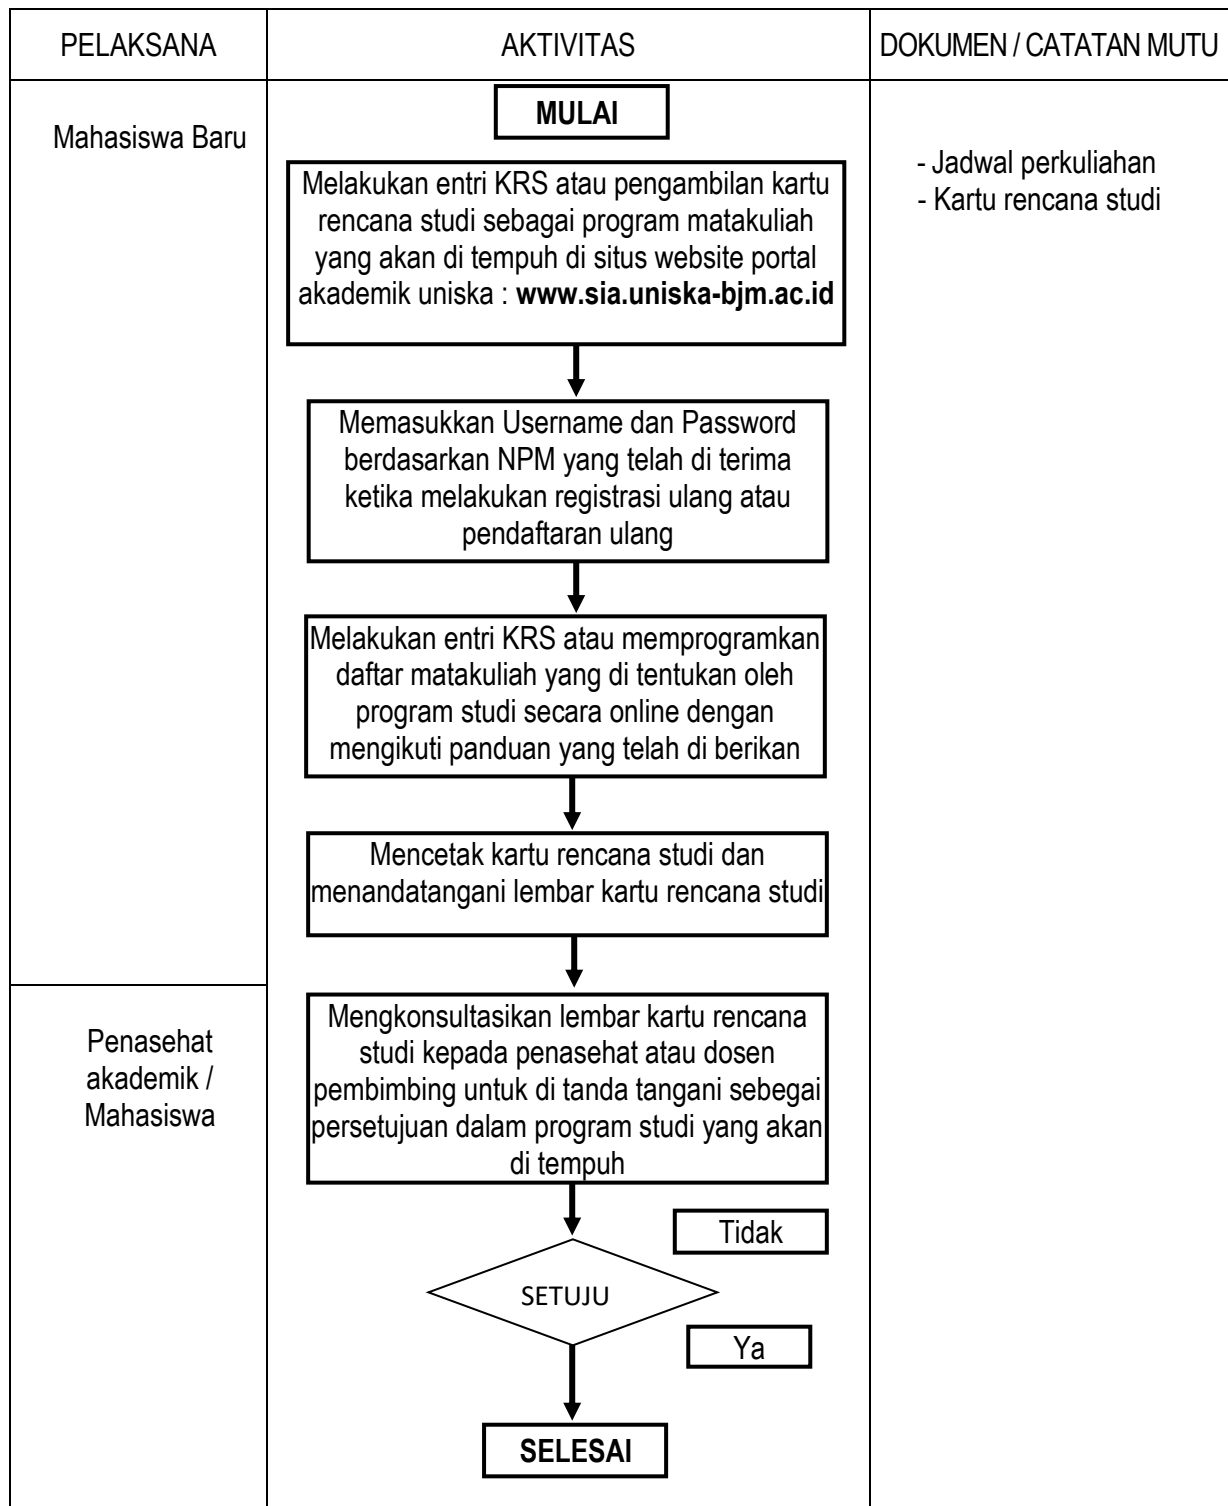 PELAKSANA
AKTIVITAS
DOKUMEN / CATATAN MUTU
Mahasiswa Baru
MULAI
Melakukan entri KRS atau pengambilan kartu
rencana studi sebagai program matakuliah
yang akan di tempuh di situs website portal
akademik uniska : www.sia.uniska-bjm.ac.id
- Jadwal perkuliahan
- Kartu rencana studi
Memasukkan Username dan Password
berdasarkan NPM yang telah di terima
ketika melakukan registrasi ulang atau
pendaftaran ulang
Melakukan entri KRS atau memprogramkan
daftar matakuliah yang di tentukan oleh
program studi secara online dengan
mengikuti panduan yang telah di berikan
Mencetak kartu rencana studi dan
menandatangani lembar kartu rencana studi
Penasehat
akademik /
Mahasiswa
Mengkonsultasikan lembar kartu rencana
studi kepada penasehat atau dosen
pembimbing untuk di tanda tangani sebegai
persetujuan dalam program studi yang akan
di tempuh
Tidak
SETUJU
Ya
SELESAI